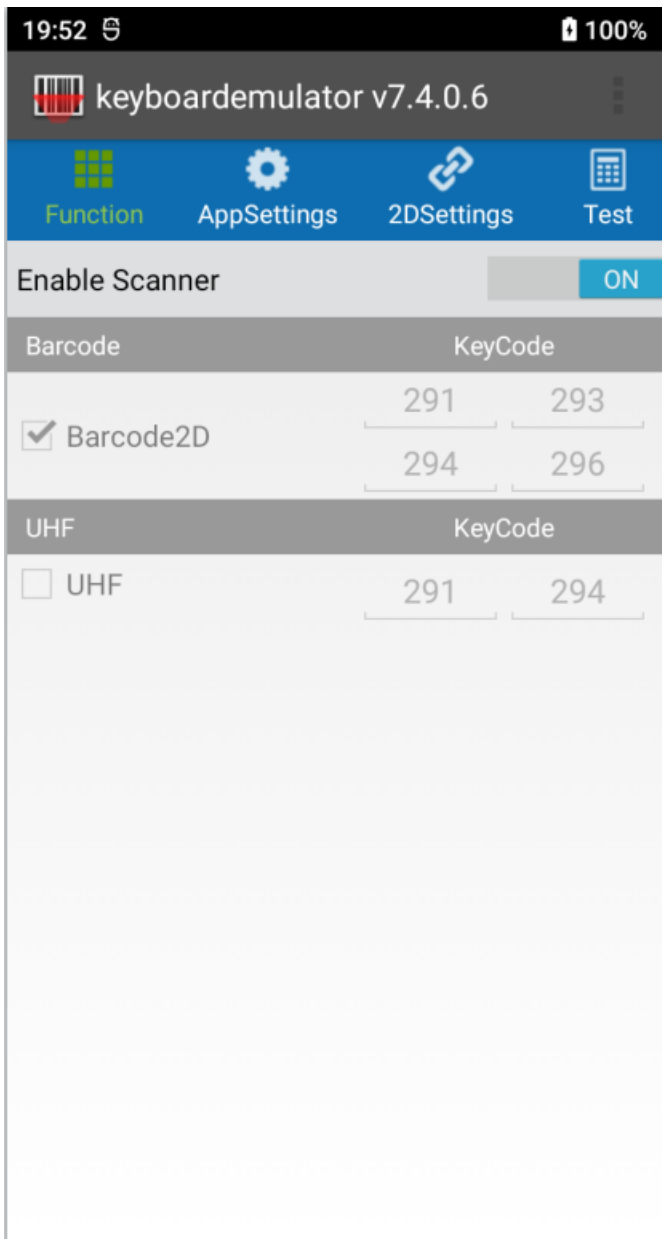 19:52 100%
keyboardemulator v7.4.0.6
Function AppSettings 2DSettings Test
Enable Scanner ON
Barcode KeyCode
291 293
Barcode2D
294 296
UHF KeyCode
UHF 291 294